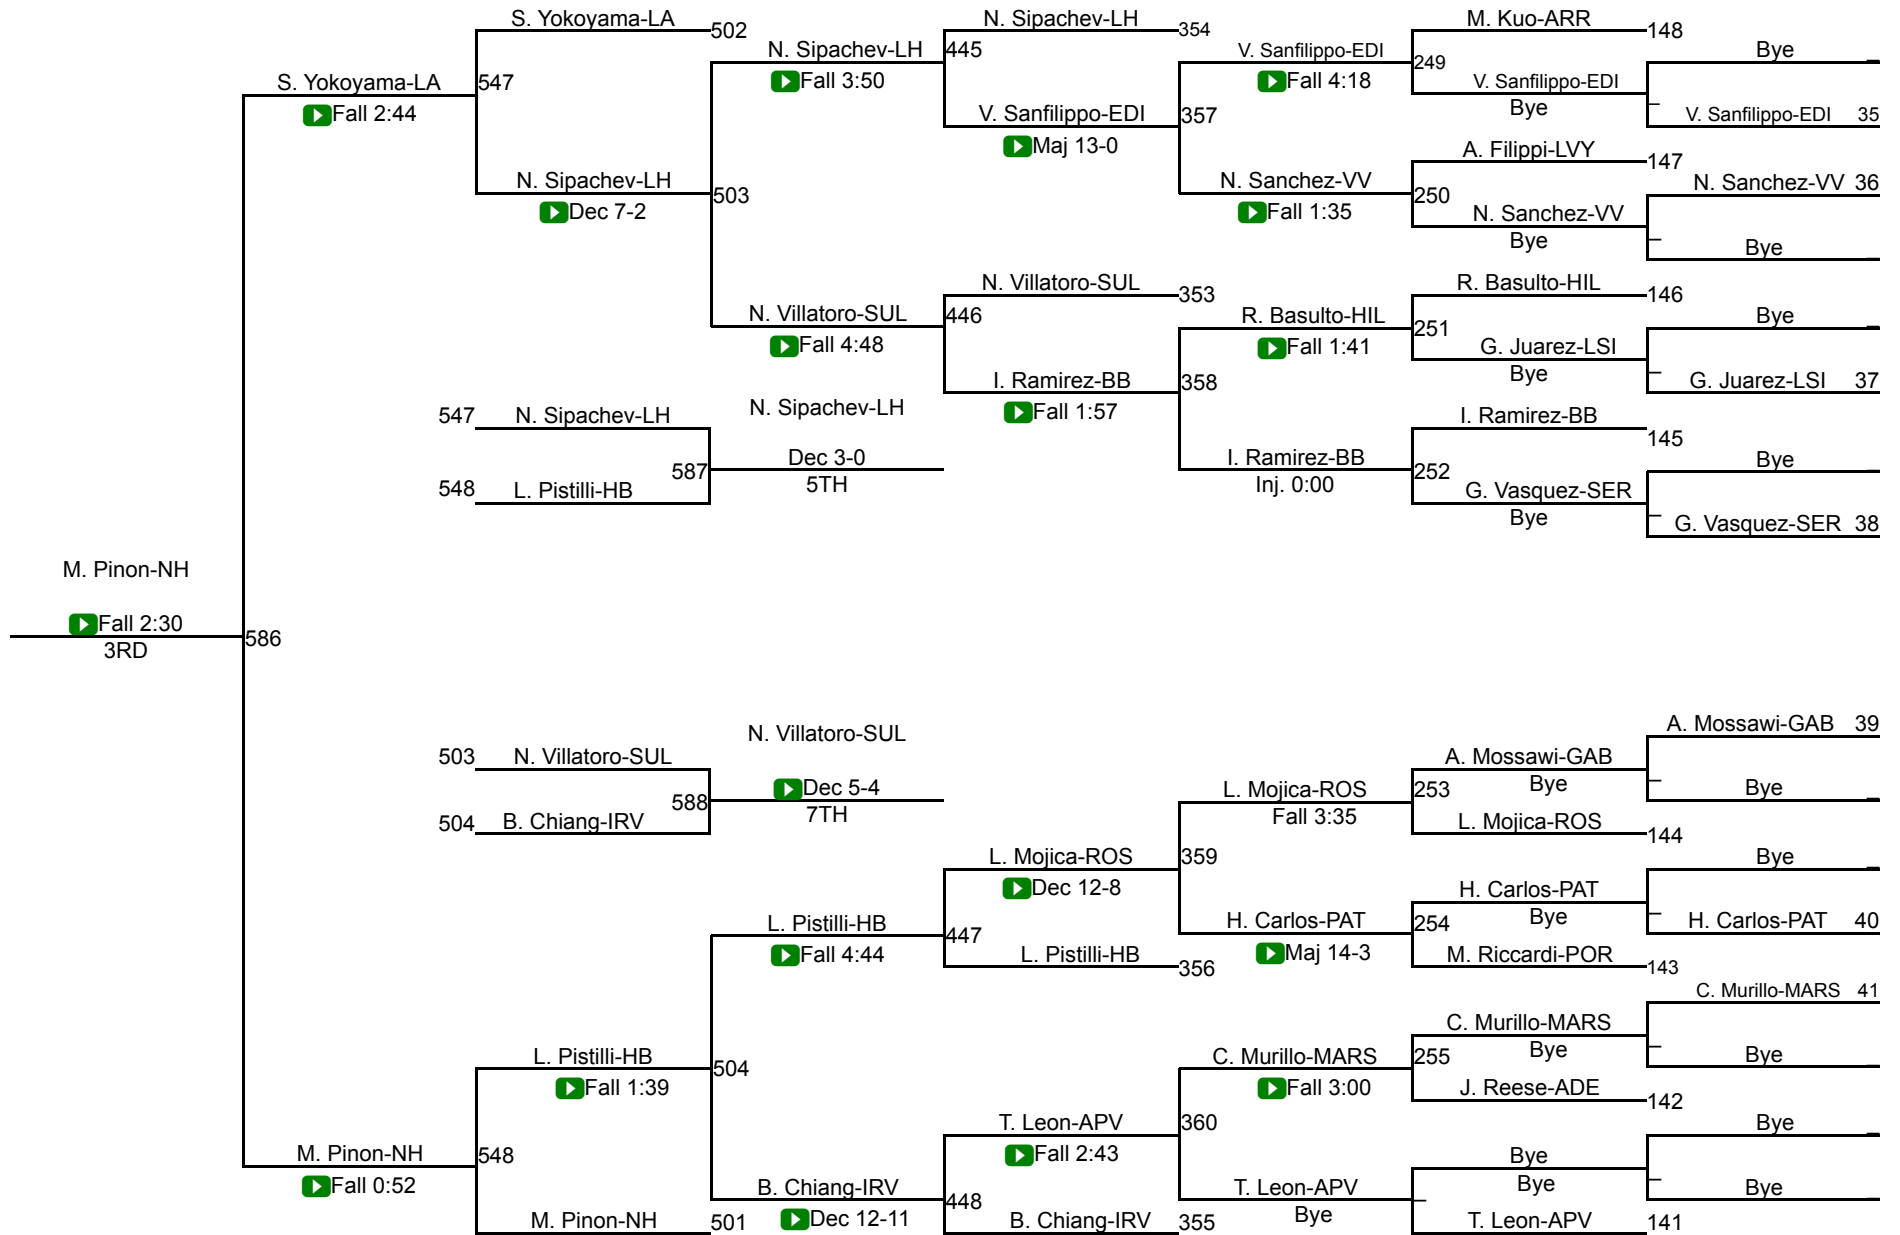 S. Yokoyama-LA
502
N. Sipachev-LH
354
M. Kuo-ARR
148
N. Sipachev-LH
445
V. Sanfilippo-EDI
249
Bye
S. Yokoyama-LA
547
Fall 3:50
Fall 4:18
V. Sanfilippo-EDI
Fall 2:44
V. Sanfilippo-EDI
357
Bye
V. Sanfilippo-EDI 35
Maj 13-0
A. Filippi-LVY
147
N. Sipachev-LH
503
N. Sanchez-VV
250
N. Sanchez-VV 36
Dec 7-2
Fall 1:35
N. Sanchez-VV
Bye
Bye
N. Villatoro-SUL
353
R. Basulto-HIL
146
N. Villatoro-SUL
446
R. Basulto-HIL
251
Bye
Fall 4:48
Fall 1:41
G. Juarez-LSI
I. Ramirez-BB
358
Bye
G. Juarez-LSI 37
547
N. Sipachev-LH
N. Sipachev-LH
Fall 1:57
I. Ramirez-BB
145
587
Dec 3-0
I. Ramirez-BB
252
Bye
548
L. Pistilli-HB
5TH
Inj. 0:00
G. Vasquez-SER
Bye
G. Vasquez-SER 38
M. Pinon-NH
Fall 2:30
586
3RD
N. Villatoro-SUL
A. Mossawi-GAB 39
503
N. Villatoro-SUL
A. Mossawi-GAB
588
Dec 5-4
L. Mojica-ROS
253
Bye
Bye
504
B. Chiang-IRV
7TH
Fall 3:35
L. Mojica-ROS
144
L. Mojica-ROS
359
Bye
Dec 12-8
H. Carlos-PAT
L. Pistilli-HB
447
H. Carlos-PAT
254
Bye
H. Carlos-PAT 40
Fall 4:44
L. Pistilli-HB
356
Maj 14-3
M. Riccardi-POR
143
C. Murillo-MARS 41
C. Murillo-MARS
L. Pistilli-HB
504
C. Murillo-MARS
255
Bye
Bye
Fall 1:39
Fall 3:00
J. Reese-ADE
142
T. Leon-APV
360
Bye
M. Pinon-NH
548
Fall 2:43
Bye
Fall 0:52
B. Chiang-IRV
448
T. Leon-APV
Bye
Bye
M. Pinon-NH
501
Dec 12-11
B. Chiang-IRV
355
Bye
T. Leon-APV
141